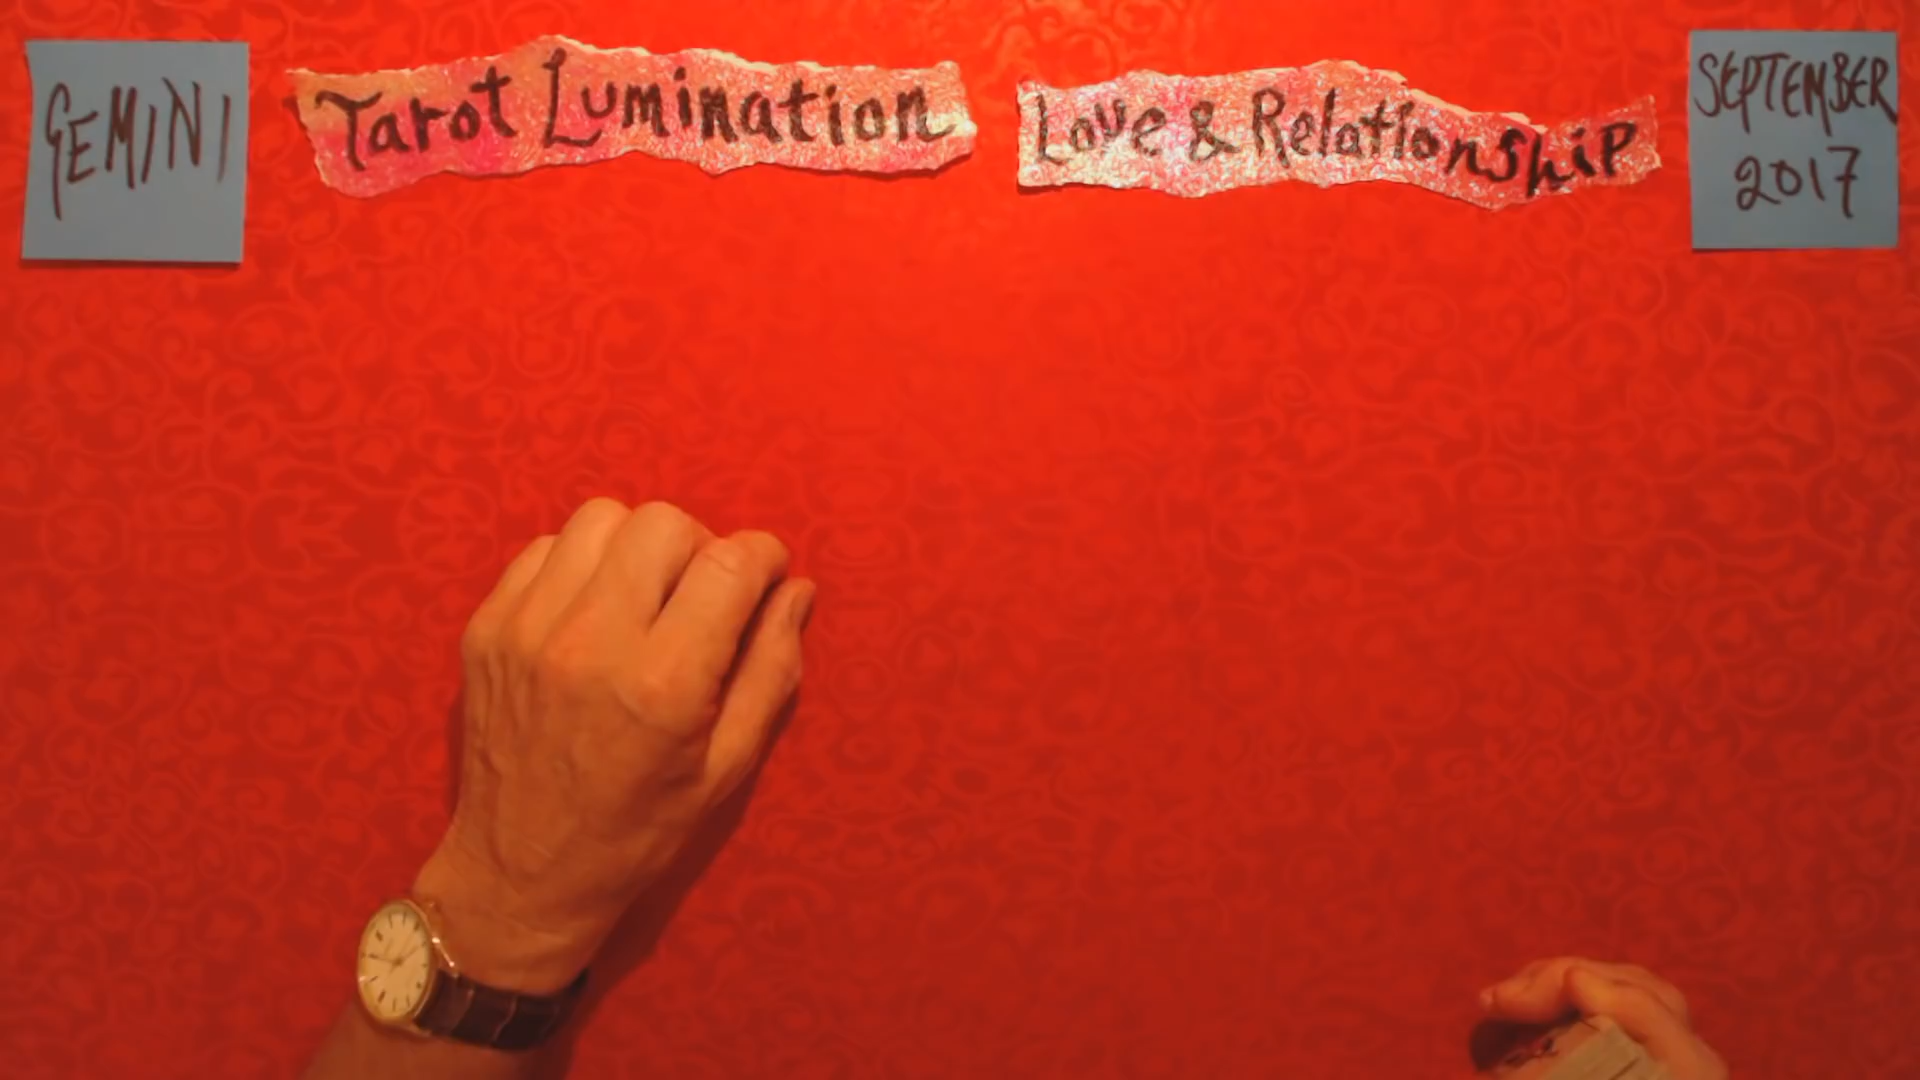 GEMINI
Tarot Lumination
Love & Relationship
SEPTEMBER
2017